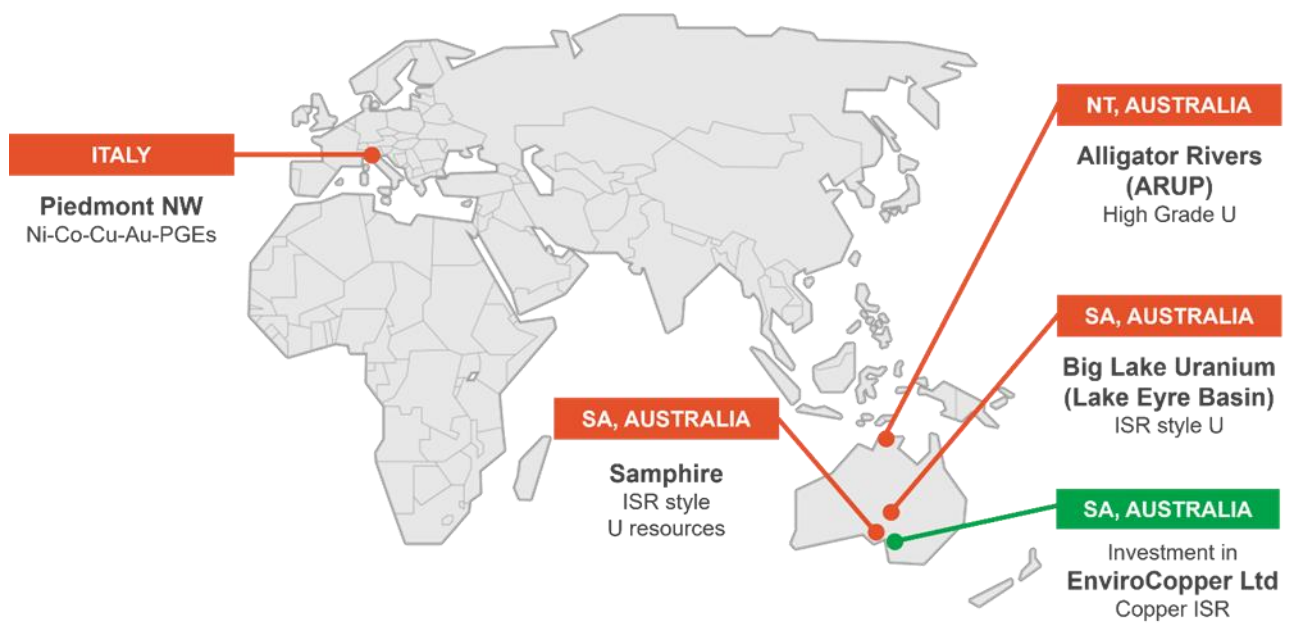 ITALY
Piedmont NW
Ni-Co-Cu-Au-PGEs
NT, AUSTRALIA
Alligator Rivers
(ARUP)
High Grade U
SA, AUSTRALIA
Big Lake Uranium
(Lake Eyre Basin)
ISR style U
SA, AUSTRALIA
Samphire
ISR style
U resources
SA, AUSTRALIA
Investment in
EnviroCopper Ltd
Copper ISR